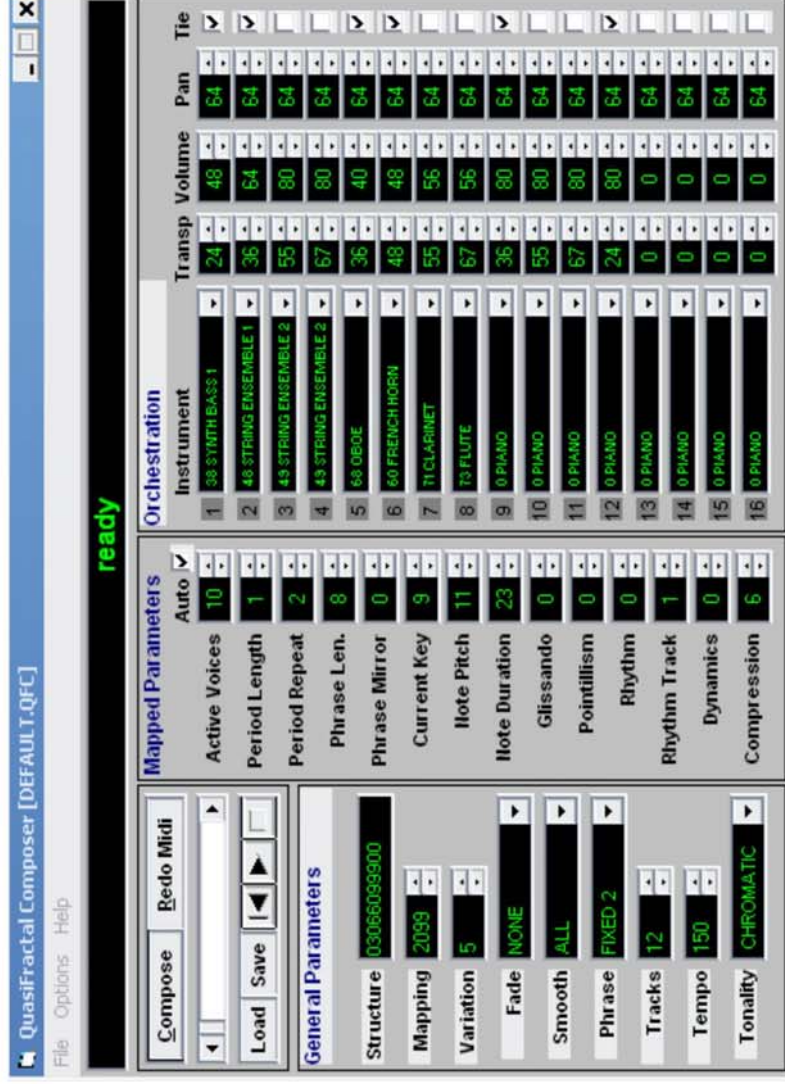 QuasiFractal Composer [DEFAULT.QFC]
File Options Help
ready
Compose Redo Midi
Load Save
General Parameters
Structure 03066099900
Mapping 2099
Variation 5
Fade NONE
Smooth ALL
Phrase FIXED 2
Tracks 12
Tempo 150
Tonality CHROMATIC
Mapped Parameters
Auto
Active Voices 10
Period Length 1
Period Repeat 2
Phrase Len. 8
Phrase Mirror 0
Current Key 9
Note Pitch 11
Note Duration 23
Glissando 0
Pointillism 0
Rhythm 0
Rhythm Track 1
Dynamics 0
Compression 6
Orchestration
Instrument Transp Volume Pan Tie
1 38 SYNTH BASS 1 24 48 64
2 48 STRING ENSEMBLE 1 36 64 64
3 49 STRING ENSEMBLE 2 55 80 64
4 49 STRING ENSEMBLE 2 67 80 64
5 68 OBOE 36 40 64
6 60 FRENCH HORN 48 48 64
7 71 CLARINET 55 56 64
8 73 FLUTE 67 56 64
9 0 PIANO 36 80 64
10 0 PIANO 55 80 64
11 0 PIANO 67 80 64
12 0 PIANO 24 80 64
13 0 PIANO 0 0 64
14 0 PIANO 0 0 64
15 0 PIANO 0 0 64
16 0 PIANO 0 0 64